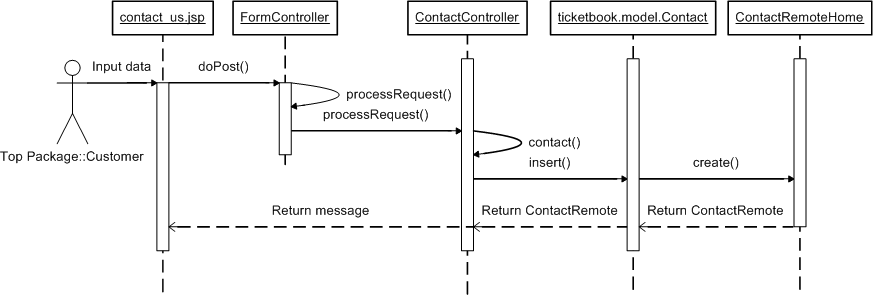 contact_us.jsp
FormController
ContactController
ticketbook.model.Contact
ContactRemoteHome
Input data
doPost()
processRequest()
processRequest()
contact()
Top Package::Customer
insert()
create()
Return message
Return ContactRemote
Return ContactRemote